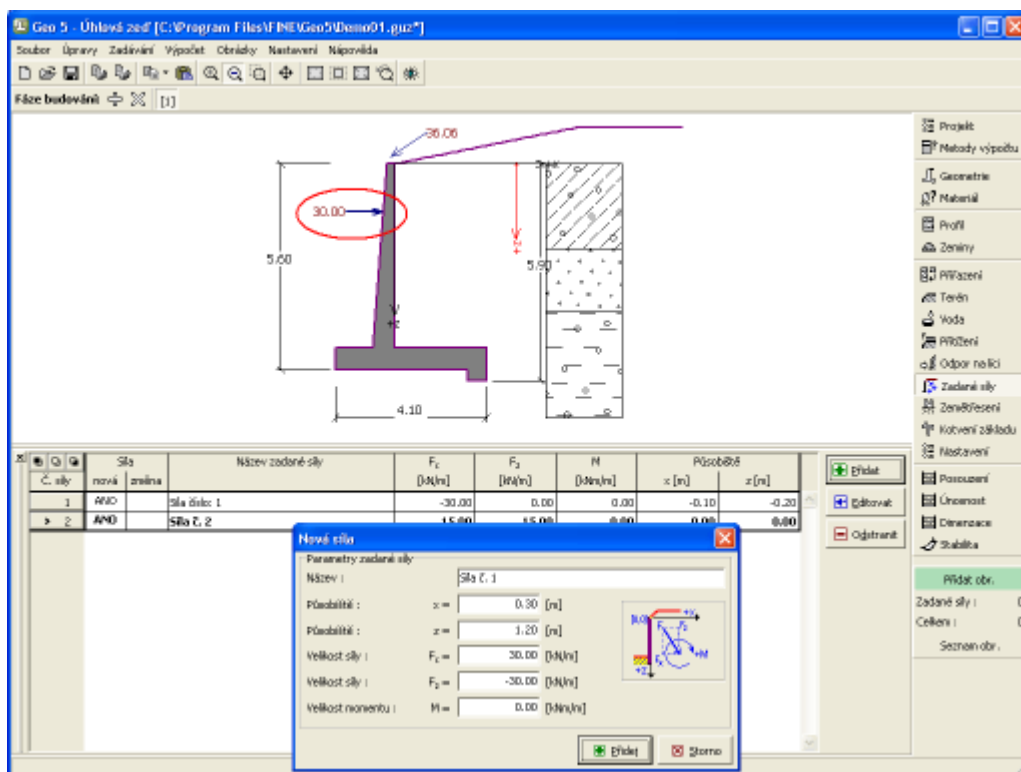 Geo 5 - Úhlová zeď [C:\Program Files\FINE\Geo5\Demo01.guz*]
Soubor Úpravy Zadávání Výpočet Obrázky Nastavení Nápověda
Fáze budování [1]
36.06
30.00
5.60
+z
5.90
+z
4.10
Projekt
Metody výpočtu
Geometrie
Materiál
Profil
Zeminy
Přiřazení
Terén
Voda
Přitížení
Odpor na líci
Zadané síly
Zemětřesení
Kotvení základu
Nastavení
Posouzení
Únosnost
Dimenzace
Stabilita
Přidat obr.
Zadané síly :
Celkem :
Seznam obr.
Síla Název zadané síly Fx Fz M Působiště
Č. síly nová změna [kN/m] [kN/m] [kNm/m] x [m] z [m]
1 ANO Síla číslo: 1 -30.00 0.00 0.00 -0.10 -0.20
2 ANO Síla č. 2 15.00 15.00 0.00 0.00 0.00
Přidat
Editovat
Odstranit
Nová síla
Parametry zadané síly
Název : Síla č. 1
Působiště : x = 0.30 [m]
Působiště : z = 1.20 [m]
Velikost síly : Fx = 30.00 [kN/m]
Velikost síly : Fz = -30.00 [kN/m]
Velikost momentu : M = 0.00 [kNm/m]
[0,0] +X
Fz
Fx +M
+Z
Přidat Storno